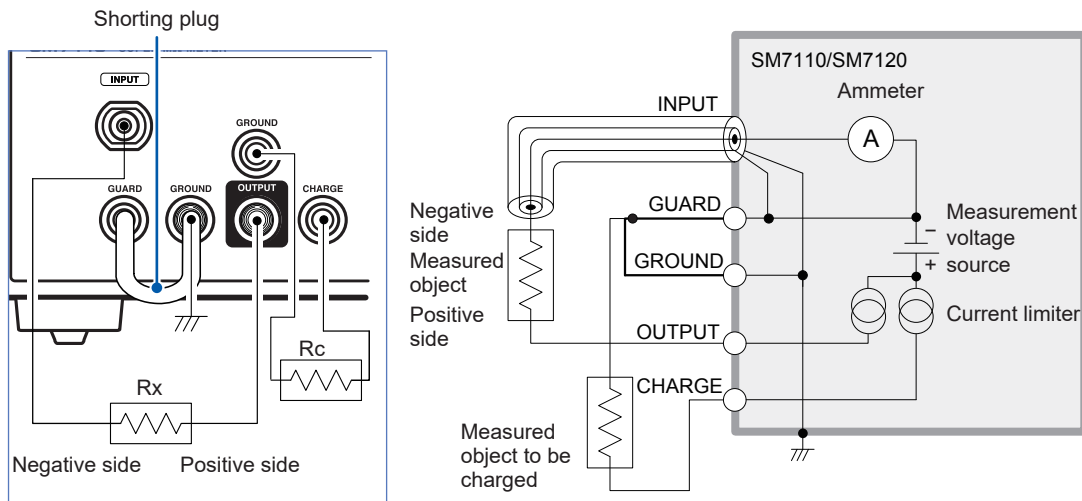 Shorting plug
INPUT
GROUND
GUARD
GROUND
OUTPUT
CHARGE
Rc
Rx
Negative side
Positive side
SM7110/SM7120
Ammeter
INPUT
A
Negative
side
Measured
object
Positive
side
GUARD
GROUND
OUTPUT
CHARGE
Measurement
voltage
source
−
+
Current limiter
Measured
object to be
charged